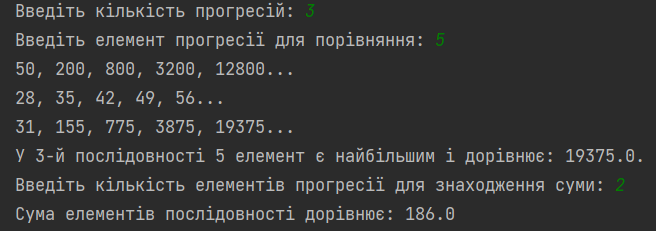 Введіть кількість прогресій: 3
Введіть елемент прогресії для порівняння: 5
50, 200, 800, 3200, 12800...
28, 35, 42, 49, 56...
31, 155, 775, 3875, 19375...
У 3-й послідовності 5 елемент є найбільшим і дорівнює: 19375.0.
Введіть кількість елементів прогресії для знаходження суми: 2
Сума елементів послідовності дорівнює: 186.0